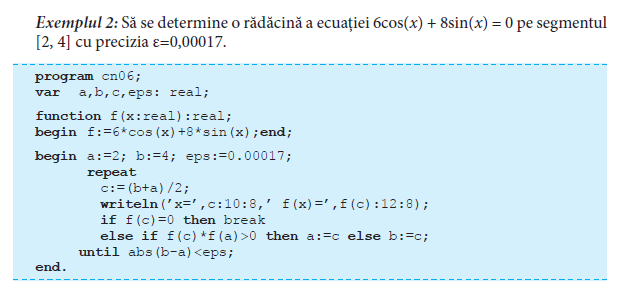 Exemplul 2: Să se determine o rădăcină a ecuației 6cos(x) + 8sin(x) = 0 pe segmentul
[2, 4] cu precizia ε=0,00017.
program cn06;
var a,b,c,eps: real;
function f(x:real):real;
begin f:=6*cos(x)+8*sin(x);end;
begin a:=2; b:=4; eps:=0.00017;
repeat
c:=(b+a)/2;
writeln('x=',c:10:8,' f(x)=',f(c):12:8);
if f(c)=0 then break
else if f(c)*f(a)>0 then a:=c else b:=c;
until abs(b-a)<eps;
end.